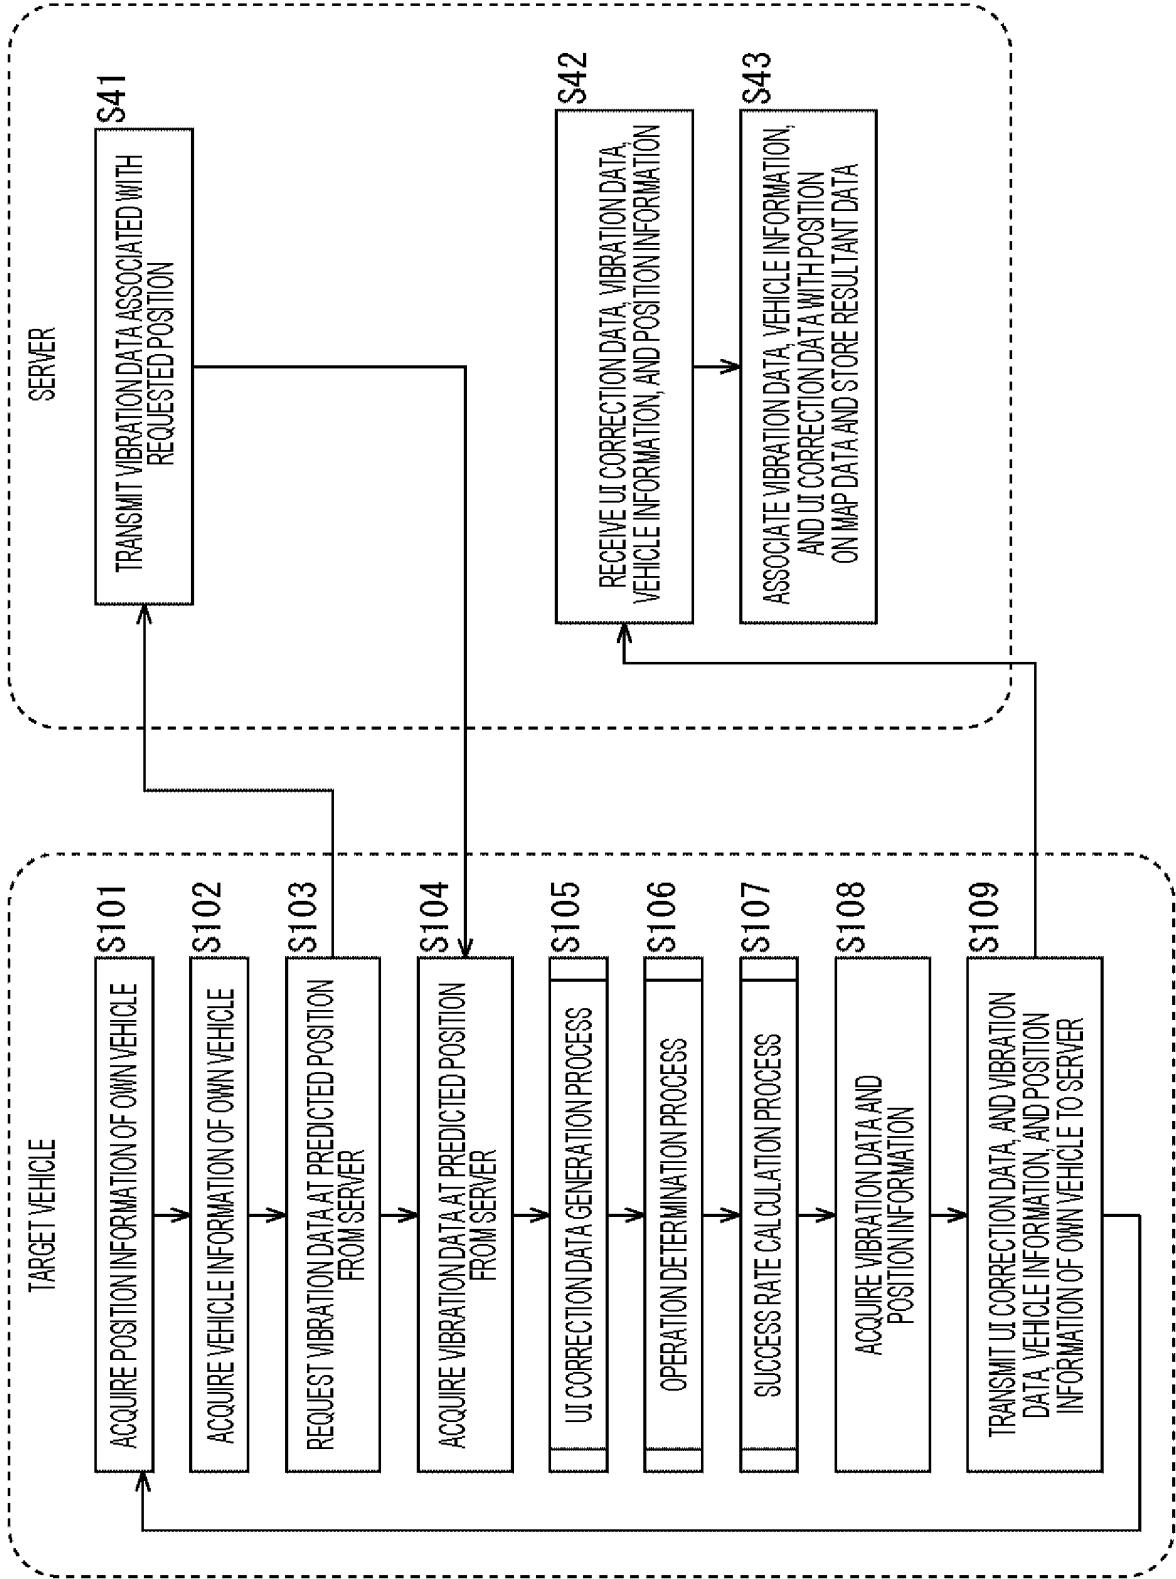 TARGET VEHICLE
S101
ACQUIRE POSITION INFORMATION OF OWN VEHICLE
S102
ACQUIRE VEHICLE INFORMATION OF OWN VEHICLE
S103
REQUEST VIBRATION DATA AT PREDICTED POSITION
FROM SERVER
S104
ACQUIRE VIBRATION DATA AT PREDICTED POSITION
FROM SERVER
S105
UI CORRECTION DATA GENERATION PROCESS
S106
OPERATION DETERMINATION PROCESS
S107
SUCCESS RATE CALCULATION PROCESS
S108
ACQUIRE VIBRATION DATA AND
POSITION INFORMATION
S109
TRANSMIT UI CORRECTION DATA, AND VIBRATION
DATA, VEHICLE INFORMATION, AND POSITION
INFORMATION OF OWN VEHICLE TO SERVER
SERVER
S41
TRANSMIT VIBRATION DATA ASSOCIATED WITH
REQUESTED POSITION
S42
RECEIVE UI CORRECTION DATA, VIBRATION DATA,
VEHICLE INFORMATION, AND POSITION INFORMATION
S43
ASSOCIATE VIBRATION DATA, VEHICLE INFORMATION,
AND UI CORRECTION DATA WITH POSITION
ON MAP DATA AND STORE RESULTANT DATA